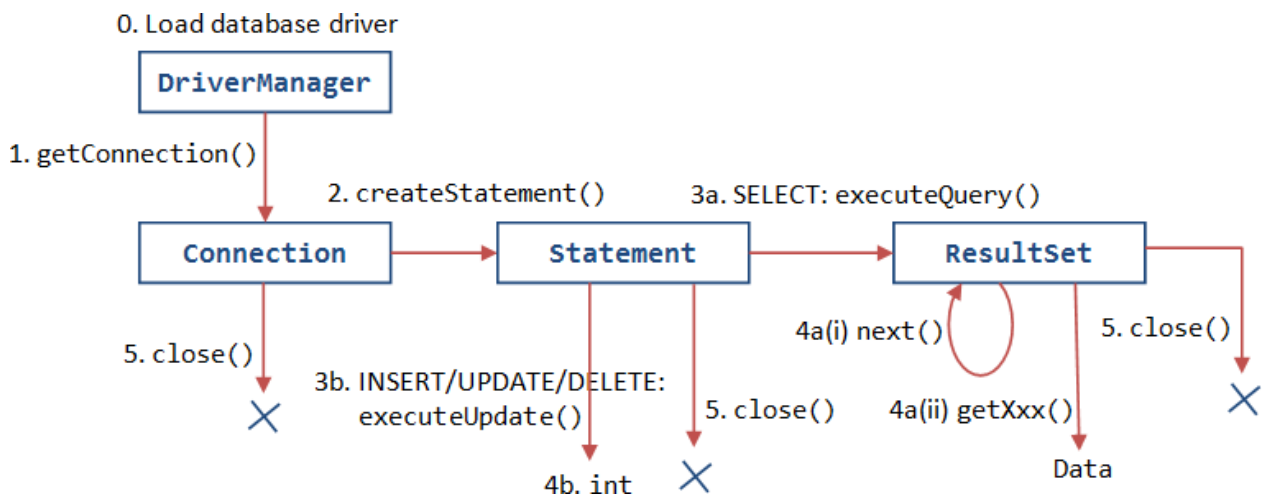 0. Load database driver
DriverManager
1. getConnection()
2. createStatement()
3a. SELECT: executeQuery()
Connection
Statement
ResultSet
4a(i) next()
5. close()
5. close()
3b. INSERT/UPDATE/DELETE:
executeUpdate()
5. close()
4a(ii) getXxx()
4b. int
Data